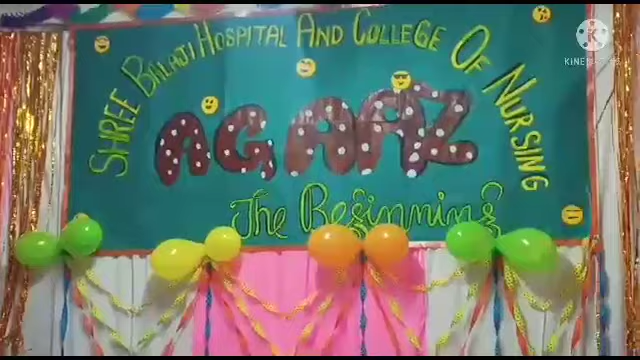 SHREE BALAJI HOSPITAL AND COLLEGE OF NURSING
AGAAZ
The Beginning
KINEMASTER